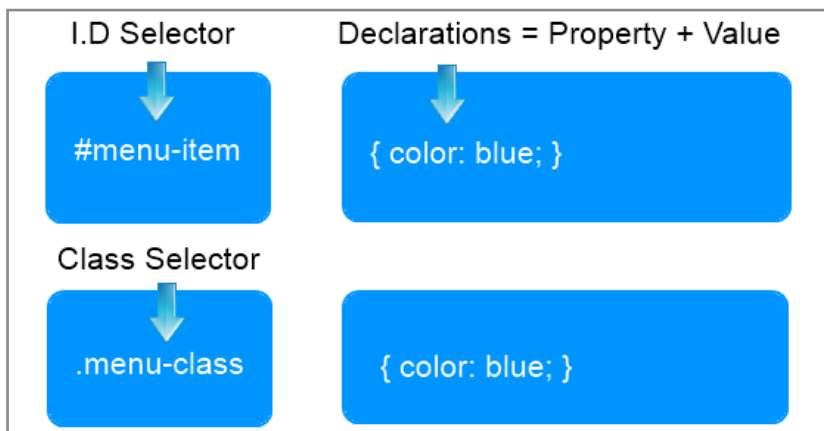 I.D Selector
Declarations = Property + Value
#menu-item
{ color: blue; }
Class Selector
.menu-class
{ color: blue; }